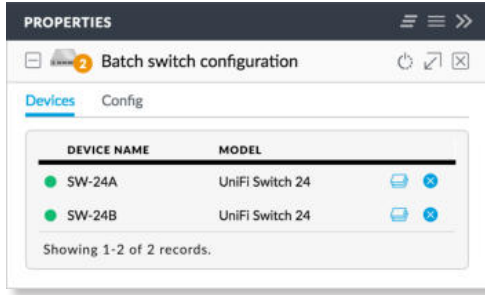 PROPERTIES
2 Batch switch configuration
Devices Config
DEVICE NAME MODEL
SW-24A UniFi Switch 24
SW-24B UniFi Switch 24
Showing 1-2 of 2 records.